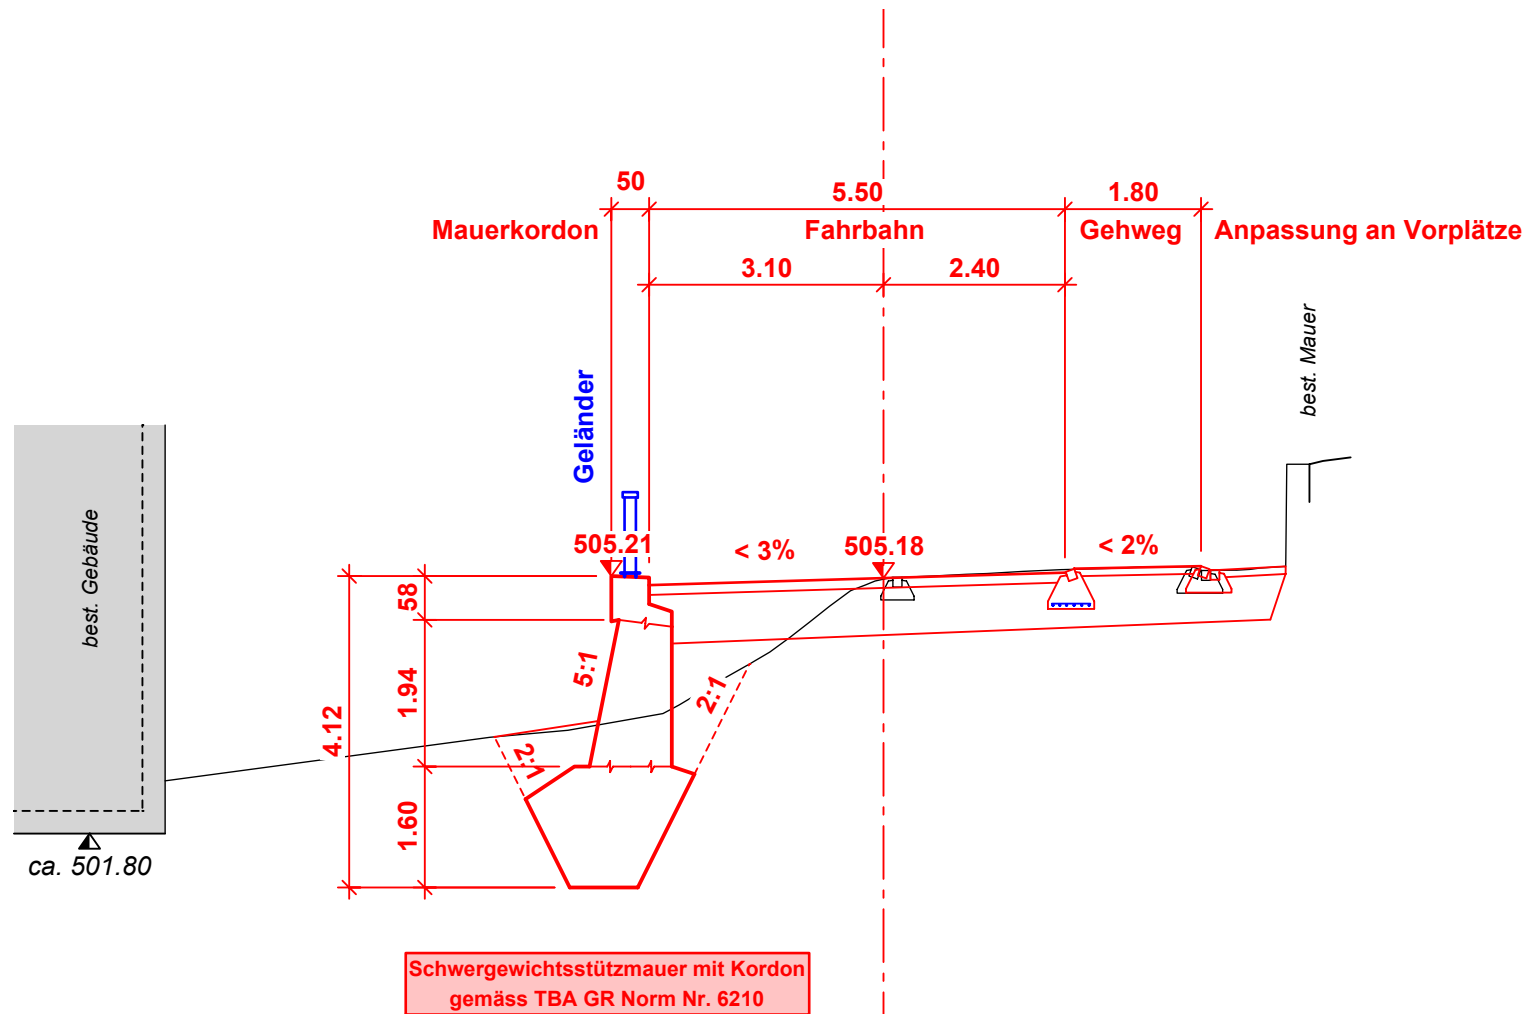 50
5.50
1.80
Mauerkordon
Fahrbahn
Gehweg
Anpassung an Vorplätze
3.10
2.40
best. Mauer
Geländer
best. Gebäude
505.21
< 3%
505.18
< 2%
58
5:1
2:1
1.94
4.12
2:1
1.60
ca. 501.80
Schwergewichtsstützmauer mit Kordon
gemäss TBA GR Norm Nr. 6210